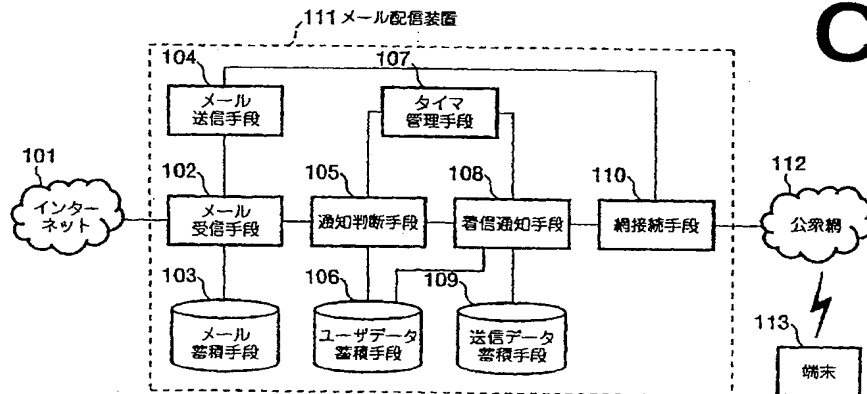 111 メール配信装置
C
104
メール
送信手段
107
タイマ
管理手段
101
インター
ネット
102
メール
受信手段
105
通知判断手段
108
着信通知手段
110
網接続手段
112
公衆網
103
メール
蓄積手段
106
ユーザデータ
蓄積手段
109
送信データ
蓄積手段
113
端末